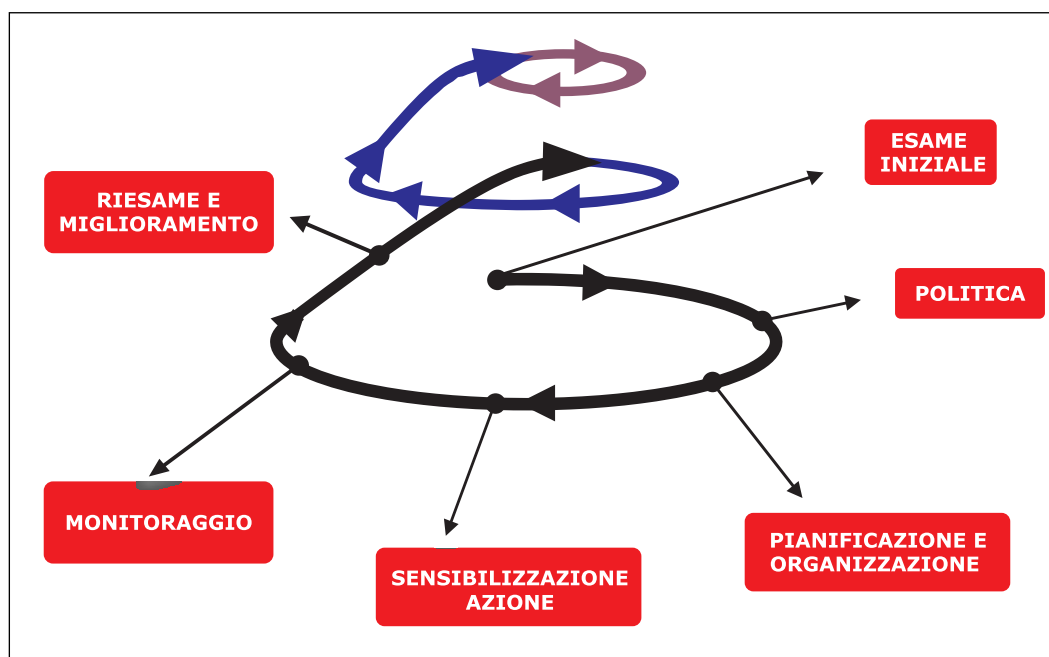 ESAME
INIZIALE
POLITICA
PIANIFICAZIONE E
ORGANIZZAZIONE
SENSIBILIZZAZIONE
AZIONE
MONITORAGGIO
RIESAME E
MIGLIORAMENTO